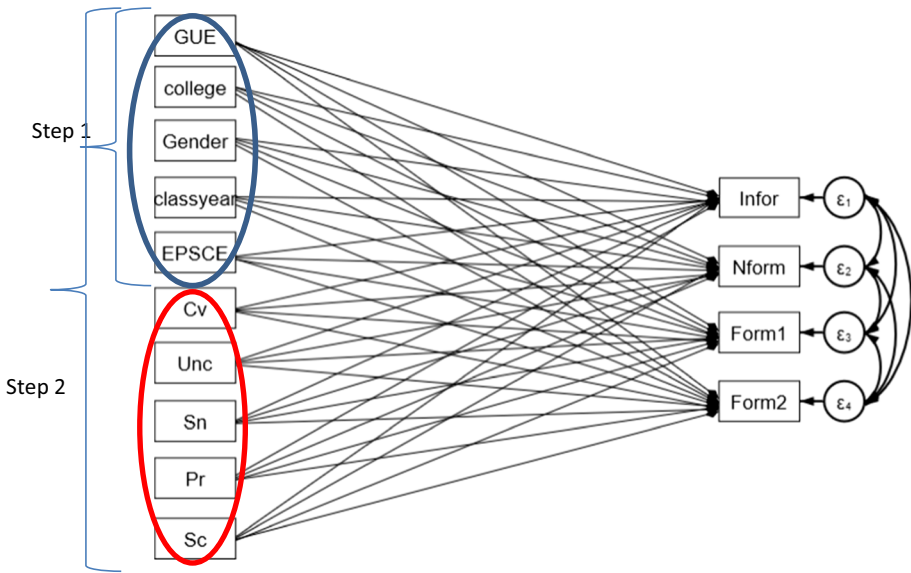 GUE
college
Step 1
Gender
classyear
EPSCE
Cv
Unc
Step 2
Sn
Pr
Sc
Infor
ε1
Nform
ε2
Form1
ε3
Form2
ε4